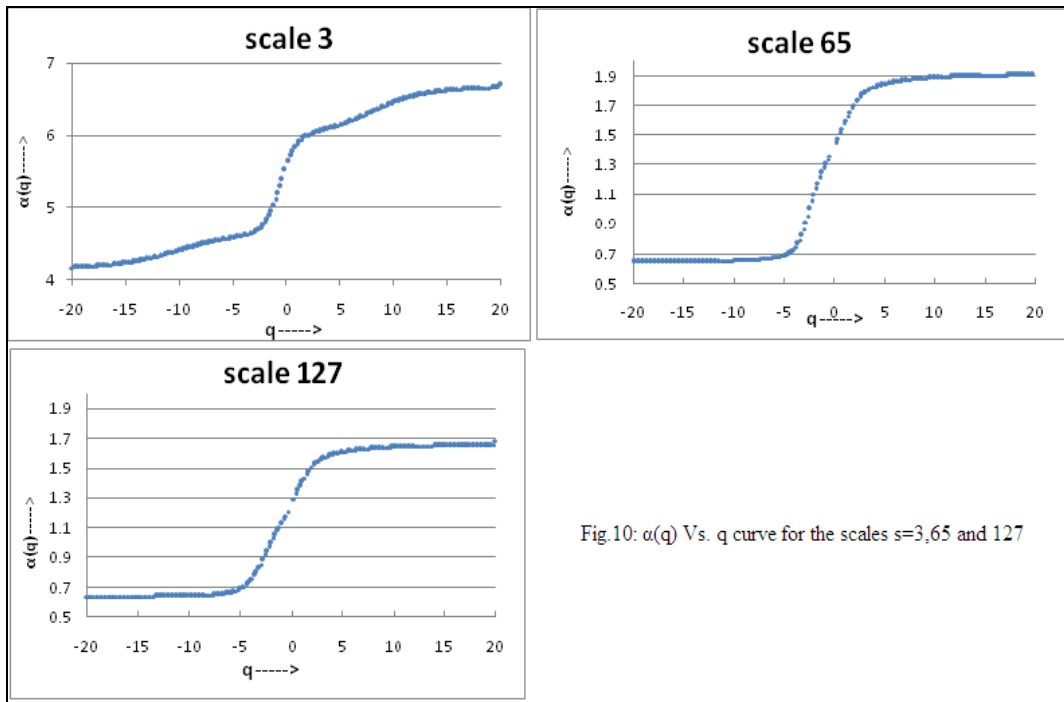 scale 3
7
6
5
4
α(q)---->
-20 -15 -10 -5 0 5 10 15 20
q----->
scale 65
1.9
1.7
1.5
1.3
1.1
0.9
0.7
0.5
α(q)---->
-20 -15 -10 -5 0 5 10 15 20
q----->
scale 127
1.9
1.7
1.5
1.3
1.1
0.9
0.7
0.5
α(q)----->
-20 -15 -10 -5 0 5 10 15 20
q----->
Fig.10: α(q) Vs. q curve for the scales s=3,65 and 127